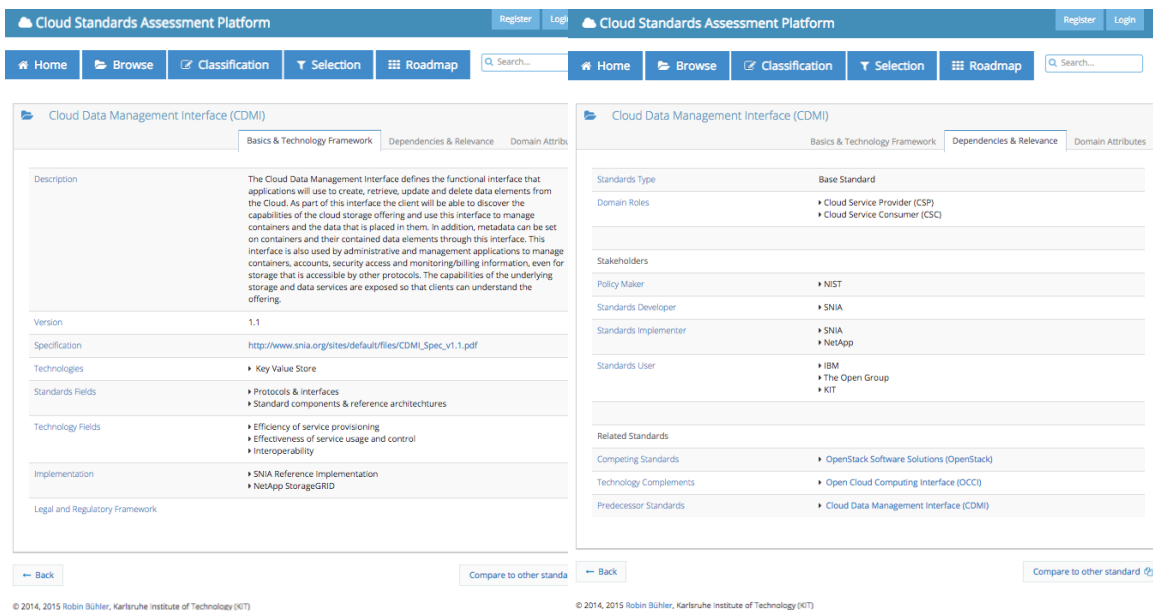 Cloud Standards Assessment Platform
Register Logi
Home Browse Classification Selection Roadmap Search...
Cloud Data Management Interface (CDMI)
Basics & Technology Framework Dependencies & Relevance Domain Attribu
Description The Cloud Data Management Interface defines the functional interface that
applications will use to create, retrieve, update and delete data elements from
the Cloud. As part of this interface the client will be able to discover the
capabilities of the cloud storage offering and use this interface to manage
containers and the data that is placed in them. In addition, metadata can be set
on containers and their contained data elements through this interface. This
interface is also used by administrative and management applications to manage
containers, accounts, security access and monitoring/billing information, even for
storage that is accessible by other protocols. The capabilities of the underlying
storage and data services are exposed so that clients can understand the
offering.
Version 1.1
Specification http://www.snia.org/sites/default/files/CDMI_Spec_v1.1.pdf
Technologies Key Value Store
Standards Fields Protocols & interfaces
Standard components & reference architechtures
Technology Fields Efficiency of service provisioning
Effectiveness of service usage and control
Interoperability
Implementation SNIA Reference Implementation
NetApp StorageGRID
Legal and Regulatory Framework
← Back Compare to other standa
© 2014, 2015 Robin Bühler, Karlsruhe Institute of Technology (KIT)
Cloud Standards Assessment Platform
Register Login
Home Browse Classification Selection Roadmap Search...
Cloud Data Management Interface (CDMI)
Basics & Technology Framework Dependencies & Relevance Domain Attributes
Standards Type Base Standard
Domain Roles Cloud Service Provider (CSP)
Cloud Service Consumer (CSC)
Stakeholders
Policy Maker NIST
Standards Developer SNIA
Standards Implementer SNIA
NetApp
Standards User IBM
The Open Group
KIT
Related Standards
Competing Standards OpenStack Software Solutions (OpenStack)
Technology Complements Open Cloud Computing Interface (OCCI)
Predecessor Standards Cloud Data Management Interface (CDMI)
← Back Compare to other standard
© 2014, 2015 Robin Bühler, Karlsruhe Institute of Technology (KIT)